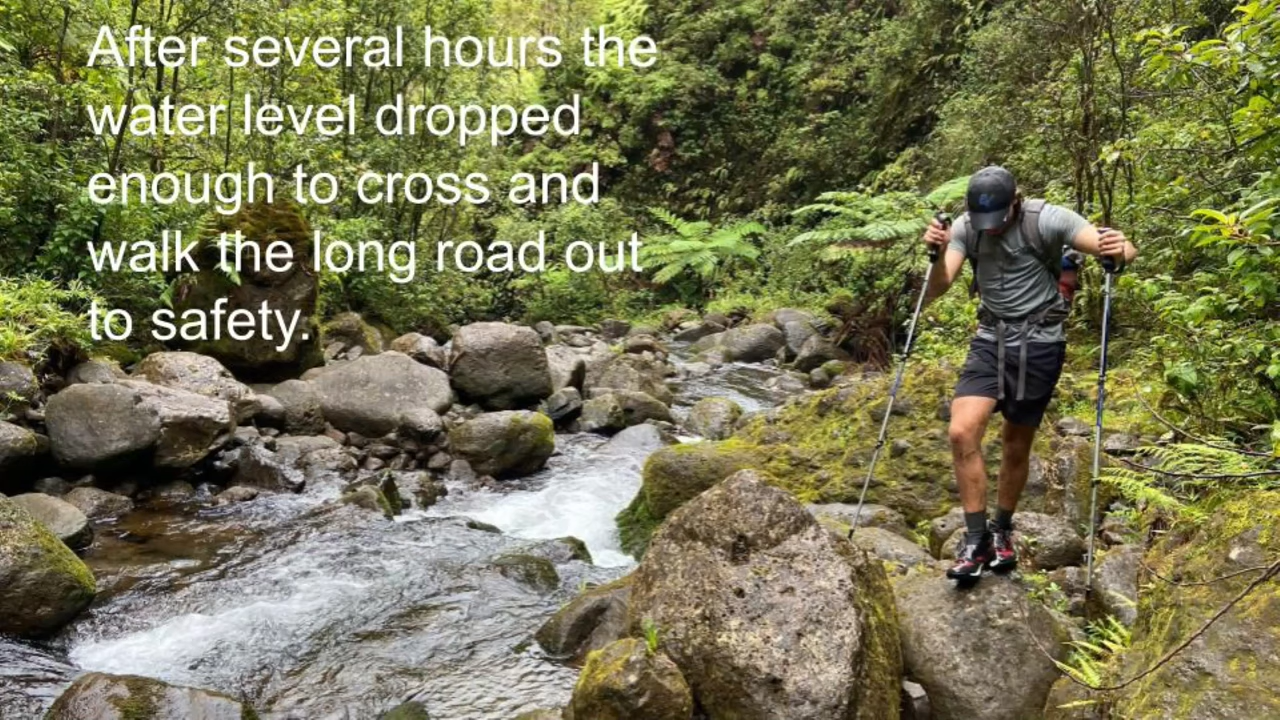 After several hours the
water level dropped
enough to cross and
walk the long road out
to safety.